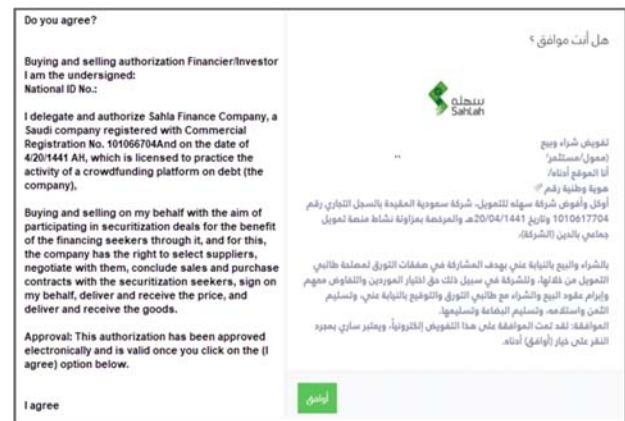 Do you agree?
Buying and selling authorization Financier/Investor
I am the undersigned:
National ID No.:
I delegate and authorize Sahla Finance Company, a
Saudi company registered with Commercial
Registration No. 101066704And on the date of
4/20/1441 AH, which is licensed to practice the
activity of a crowdfunding platform on debt (the
company),
Buying and selling on my behalf with the aim of
participating in securitization deals for the benefit
of the financing seekers through it, and for this,
the company has the right to select suppliers,
negotiate with them, conclude sales and purchase
contracts with the securitization seekers, sign on
my behalf, deliver and receive the price, and
deliver and receive the goods.
Approval: This authorization has been approved
electronically and is valid once you click on the (I
agree) option below.
I agree
هل أنت موافق ؟
سهله
Sahlah
تفويض شراء وبيع
(ممول/مستثمر)
أنا الموقع أدناه/
هوية وطنية رقم
أوكل وأفوض شركة سهله للتمويل، شركة سعودية المقيدة بالسجل التجاري رقم
1010617704 وتاريخ 20/04/1441هـ والمرخصة بمزاولة نشاط منصة تمويل
جماعي بالدين (الشركة)،
بالشراء والبيع بالنيابة عني بهدف المشاركة في صفقات التورق لمصلحة طالبي
التمويل من خلالها، وللشركة في سبيل ذلك حق اختيار الموردين والتفاوض معهم
وإبرام عقود البيع والشراء مع طالبي التورق والتوقيع بالنيابة عني، وتسليم
الثمن واستلامه، وتسليم البضاعة وتسليمها.
الموافقة: لقد تمت الموافقة على هذا التفويض إلكترونياً، ويعتبر ساري بمجرد
النقر على خيار (أوافق) أدناه.
أوافق